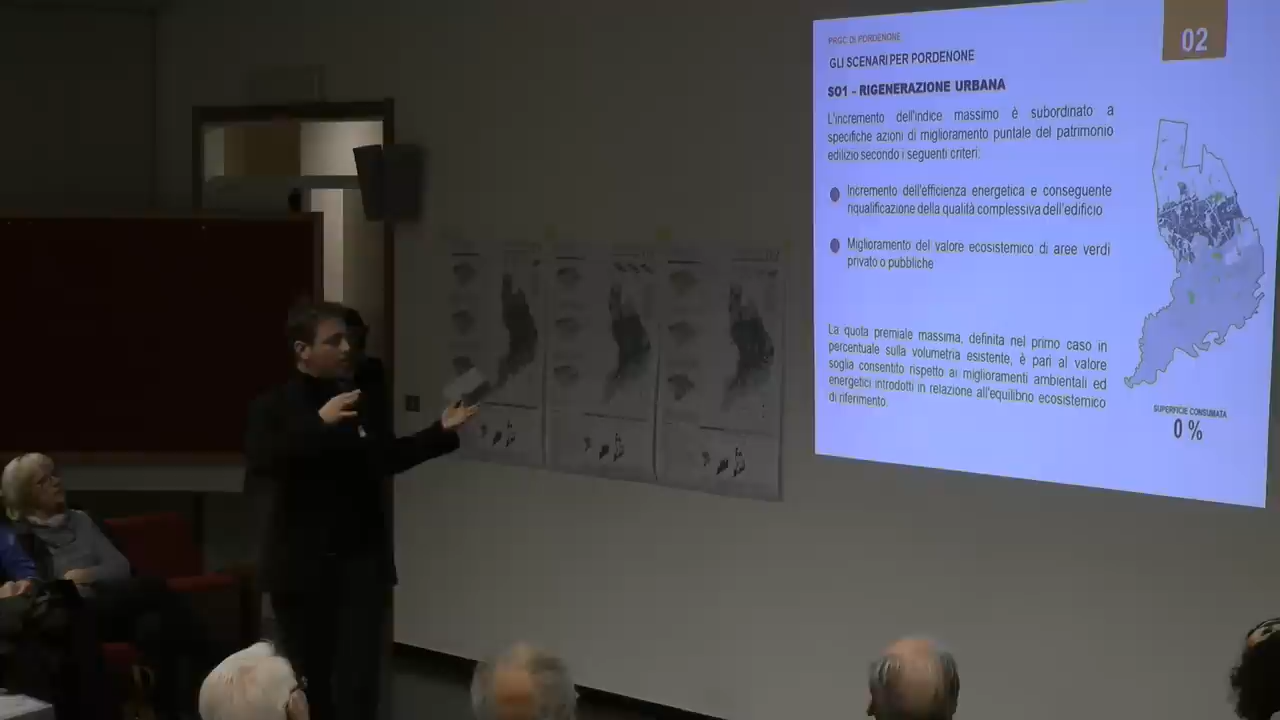 02
PRGC DI PORDENONE
GLI SCENARI PER PORDENONE
SO1 - RIGENERAZIONE URBANA
L'incremento dell'indice massimo è subordinato a
specifiche azioni di miglioramento puntale del patrimonio
edilizio secondo i seguenti criteri:
Incremento dell'efficienza energetica e conseguente
riqualificazione della qualità complessiva dell'edificio
Miglioramento del valore ecosistemico di aree verdi
privato o pubbliche
La quota premiale massima, definita nel primo caso in
percentuale sulla volumetria esistente, è pari al valore
soglia consentito rispetto ai miglioramenti ambientali ed
energetici introdotti in relazione all'equilibrio ecosistemico
di riferimento.
SUPERFICIE CONSUMATA
0 %